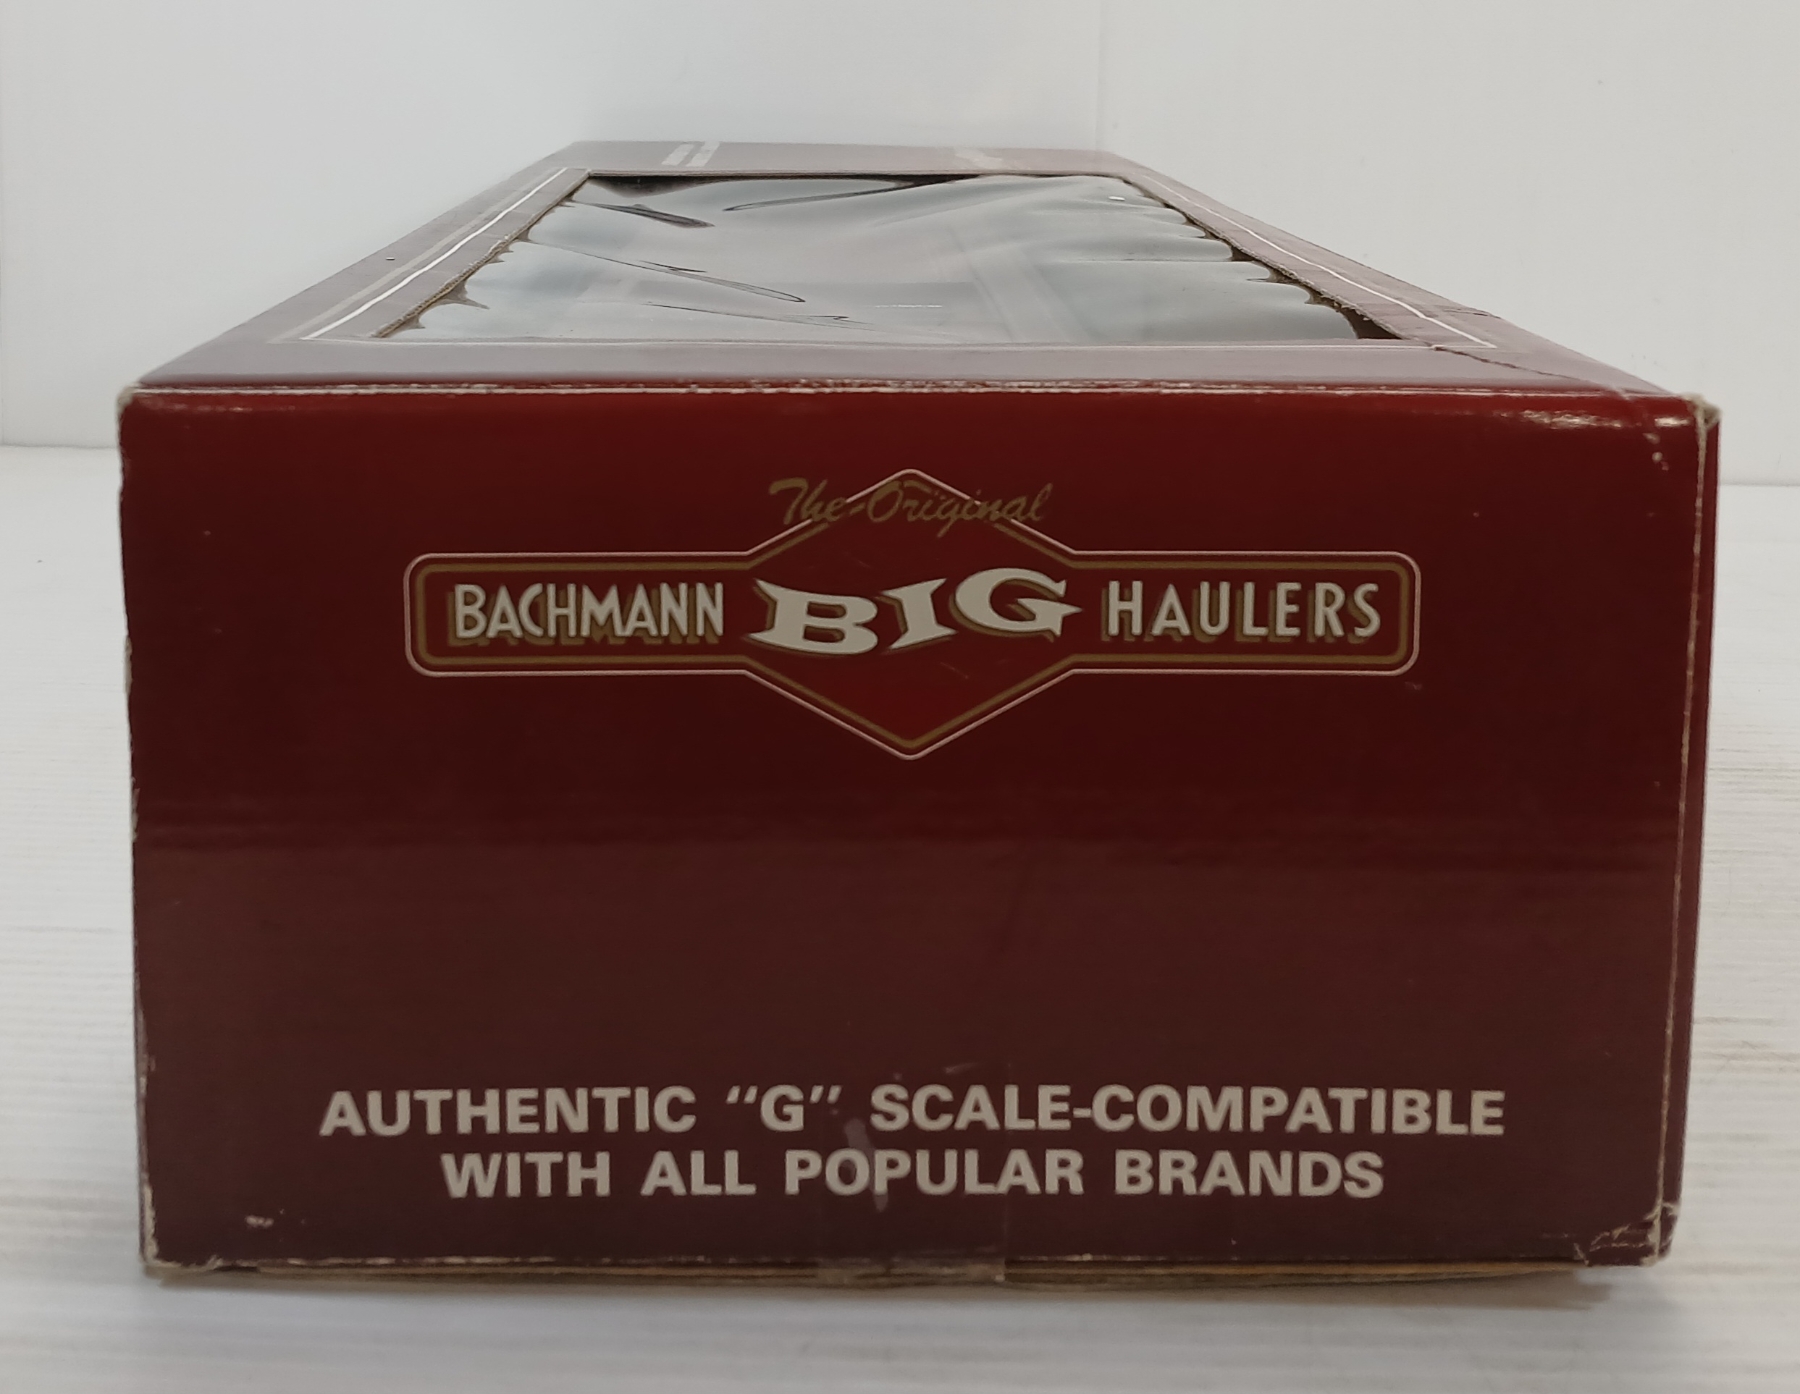 The Original
BACHMANN BIG HAULERS
AUTHENTIC "G" SCALE-COMPATIBLE
WITH ALL POPULAR BRANDS